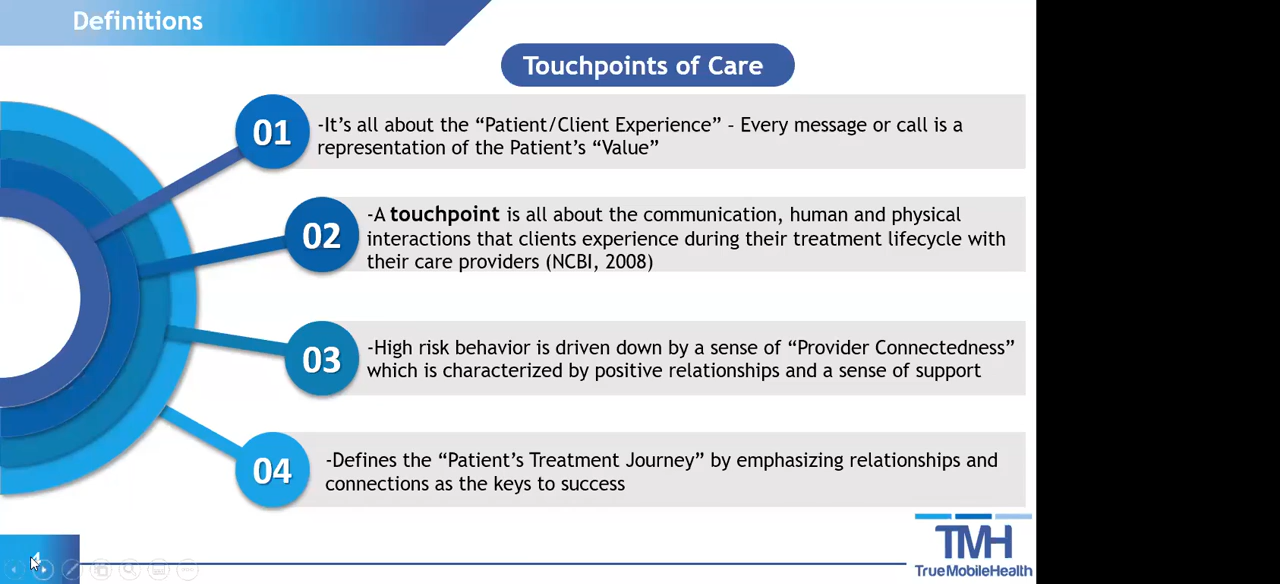 Definitions
Touchpoints of Care
01
-It's all about the “Patient/Client Experience” – Every message or call is a
representation of the Patient's “Value”
02
-A touchpoint is all about the communication, human and physical
interactions that clients experience during their treatment lifecycle with
their care providers (NCBI, 2008)
03
-High risk behavior is driven down by a sense of “Provider Connectedness”
which is characterized by positive relationships and a sense of support
04
-Defines the “Patient's Treatment Journey” by emphasizing relationships and
connections as the keys to success
4
TMH
TrueMobileHealth